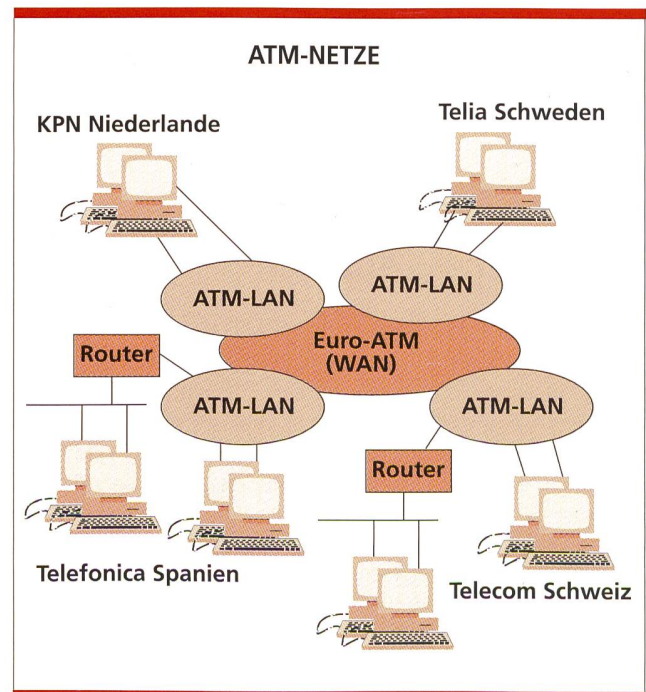 ATM-NETZE
KPN Niederlande
Telia Schweden
ATM-LAN
ATM-LAN
Euro-ATM
(WAN)
Router
ATM-LAN
ATM-LAN
Router
Telefonica Spanien
Telecom Schweiz